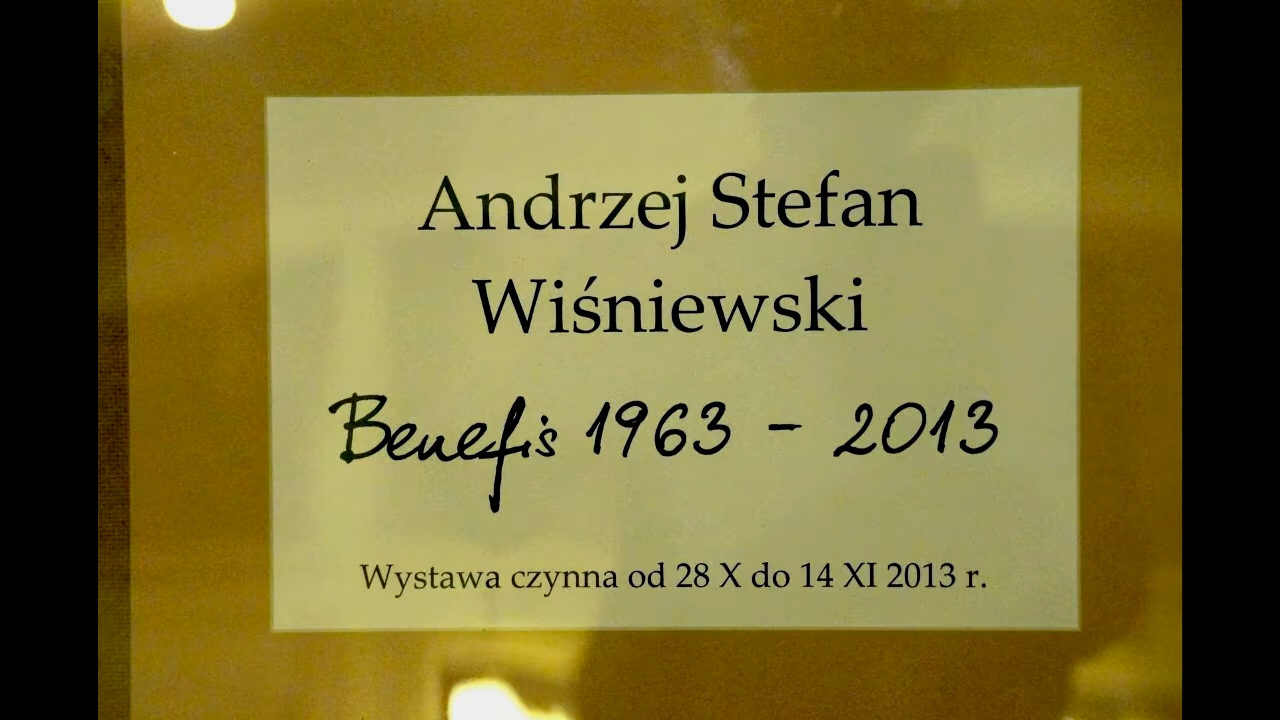 Andrzej Stefan
Wiśniewski
Benefis 1963 - 2013
Wystawa czynna od 28 X do 14 XI 2013 r.